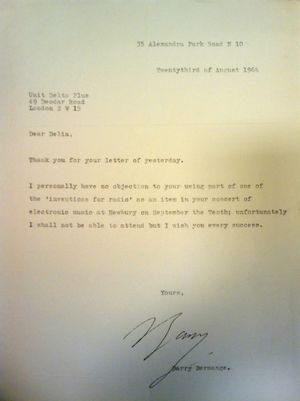 35 Alexandra Park Road N 10
Twentythird of August 1966
Unit Delta Plus
49 Deodar Road
London S W 15
Dear Delia,
Thank you for your letter of yesterday.
I personally have no objection to your using part of one of
the 'inventions for radio' as an item in your concert of
electronic music at Newbury on September the Tenth; unfortunately
I shall not be able to attend but I wish you every success.
Yours,
Barry
Barry Bermange.